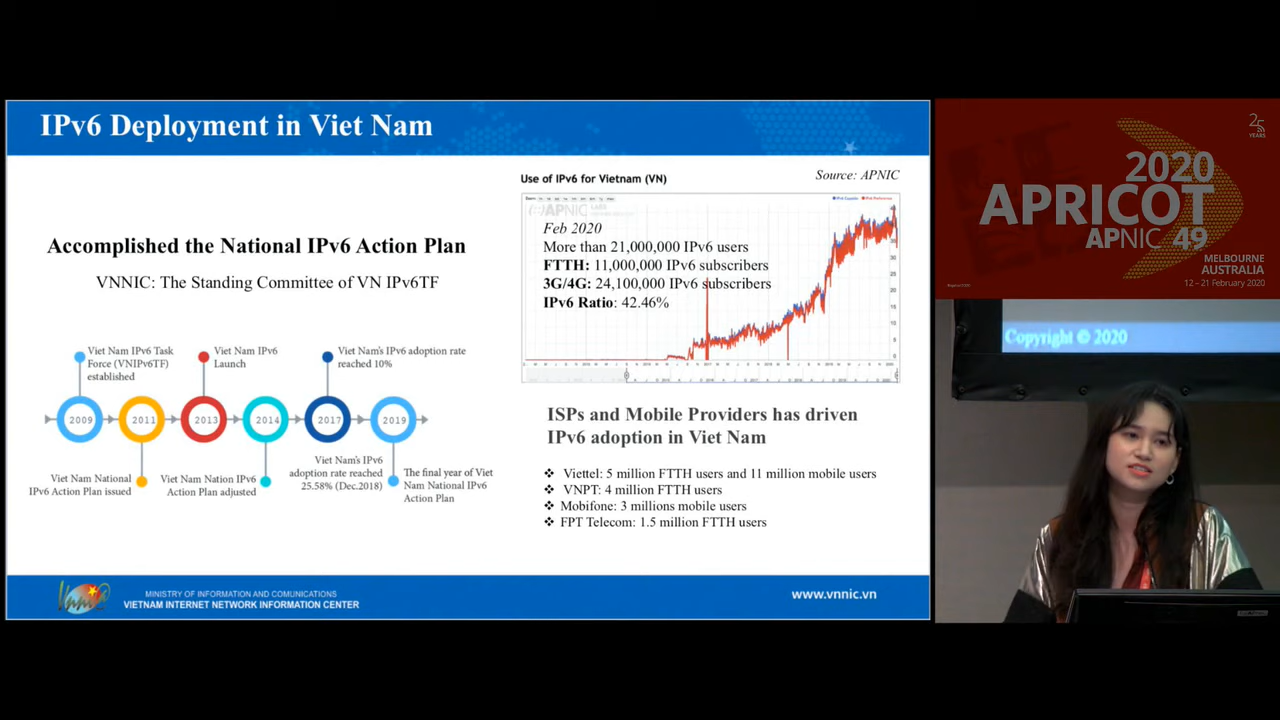 IPv6 Deployment in Viet Nam
Accomplished the National IPv6 Action Plan
VNNIC: The Standing Committee of VN IPv6TF
Viet Nam IPv6 Task
Force (VNIPv6TF)
established
Viet Nam IPv6
Launch
Viet Nam's IPv6 adoption rate
reached 10%
2009
2011
2013
2014
2017
2019
Viet Nam National
IPv6 Action Plan issued
Viet Nam Nation IPv6
Action Plan adjusted
Viet Nam's IPv6
adoption rate reached
25.58% (Dec.2018)
The final year of Viet
Nam National IPv6
Action Plan
Use of IPv6 for Vietnam (VN)
Source: APNIC
APNIC
Feb 2020
More than 21,000,000 IPv6 users
FTTH: 11,000,000 IPv6 subscribers
3G/4G: 24,100,000 IPv6 subscribers
IPv6 Ratio: 42.46%
ISPs and Mobile Providers has driven
IPv6 adoption in Viet Nam
❖ Viettel: 5 million FTTH users and 11 million mobile users
❖ VNPT: 4 million FTTH users
❖ Mobifone: 3 millions mobile users
❖ FPT Telecom: 1.5 million FTTH users
MINISTRY OF INFORMATION AND COMUNICATIONS
VIETNAM INTERNET NETWORK INFORMATION CENTER
www.vnnic.vn
25
YEARS
2020
APRICOT
APNIC 49
MELBOURNE
AUSTRALIA
12 – 21 February 2020
Copyright © 2020